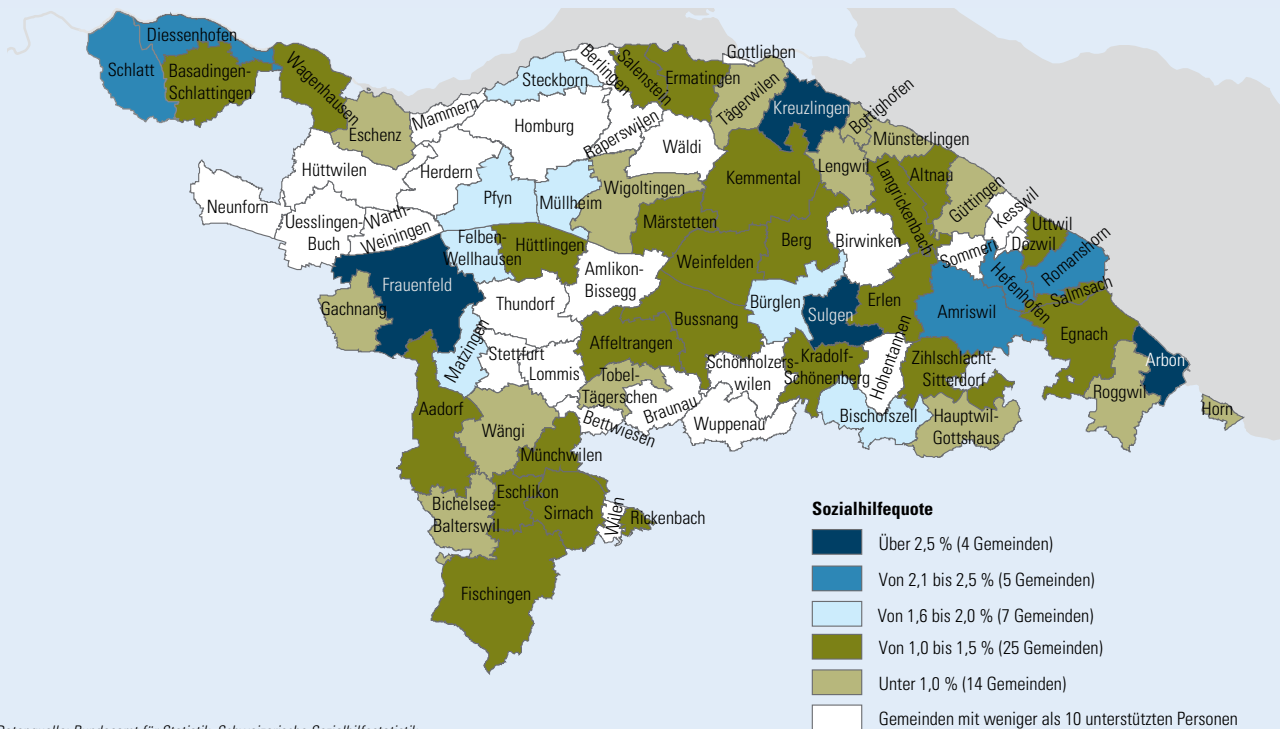 Diessenhofen
Schlatt
Basadingen-
Schlattingen
Wagenhausen
Eschenz
Mammern
Steckborn
Berlingen
Salenstein
Ermatingen
Gottlieben
Tägerwilen
Kreuzlingen
Bottighofen
Münsterlingen
Homburg
Raperswilen
Wäldi
Hüttwilen
Herdern
Neunforn
Uesslingen-
Buch
Warth
Weiningen
Pfyn
Müllheim
Wigoltingen
Kemmental
Lengwil
Langrickenbach
Altnau
Güttingen
Kesswil
Uttwil
Dozwil
Sommeri
Romanshorn
Hefenhofen
Salmsach
Märstetten
Berg
Birwinken
Felben-
Wellhausen
Hüttlingen
Amlikon-
Bissegg
Weinfelden
Frauenfeld
Gachnang
Thundorf
Bürglen
Sulgen
Erlen
Amriswil
Egnach
Arbon
Roggwil
Horn
Matzingen
Stettfurt
Lommis
Affeltrangen
Bussnang
Schönholzers-
wilen
Kradolf-
Schönenberg
Hohentannen
Zihlschlacht-
Sitterdorf
Tobel-
Tägerschen
Braunau
Wuppenau
Bettwiesen
Bischofszell
Hauptwil-
Gottshaus
Aadorf
Wängi
Münchwilen
Eschlikon
Sirnach
Wilen
Rickenbach
Bichelsee-
Balterswil
Fischingen
Sozialhilfequote
Über 2,5 % (4 Gemeinden)
Von 2,1 bis 2,5 % (5 Gemeinden)
Von 1,6 bis 2,0 % (7 Gemeinden)
Von 1,0 bis 1,5 % (25 Gemeinden)
Unter 1,0 % (14 Gemeinden)
Gemeinden mit weniger als 10 unterstützten Personen